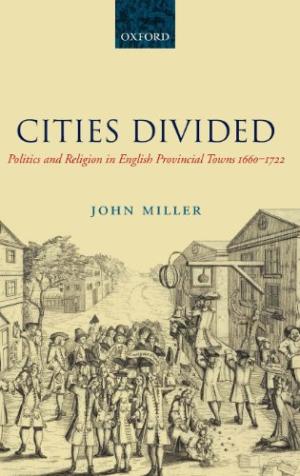 OXFORD
CITIES DIVIDED
Politics and Religion in English Provincial Towns 1660–1722
JOHN MILLER